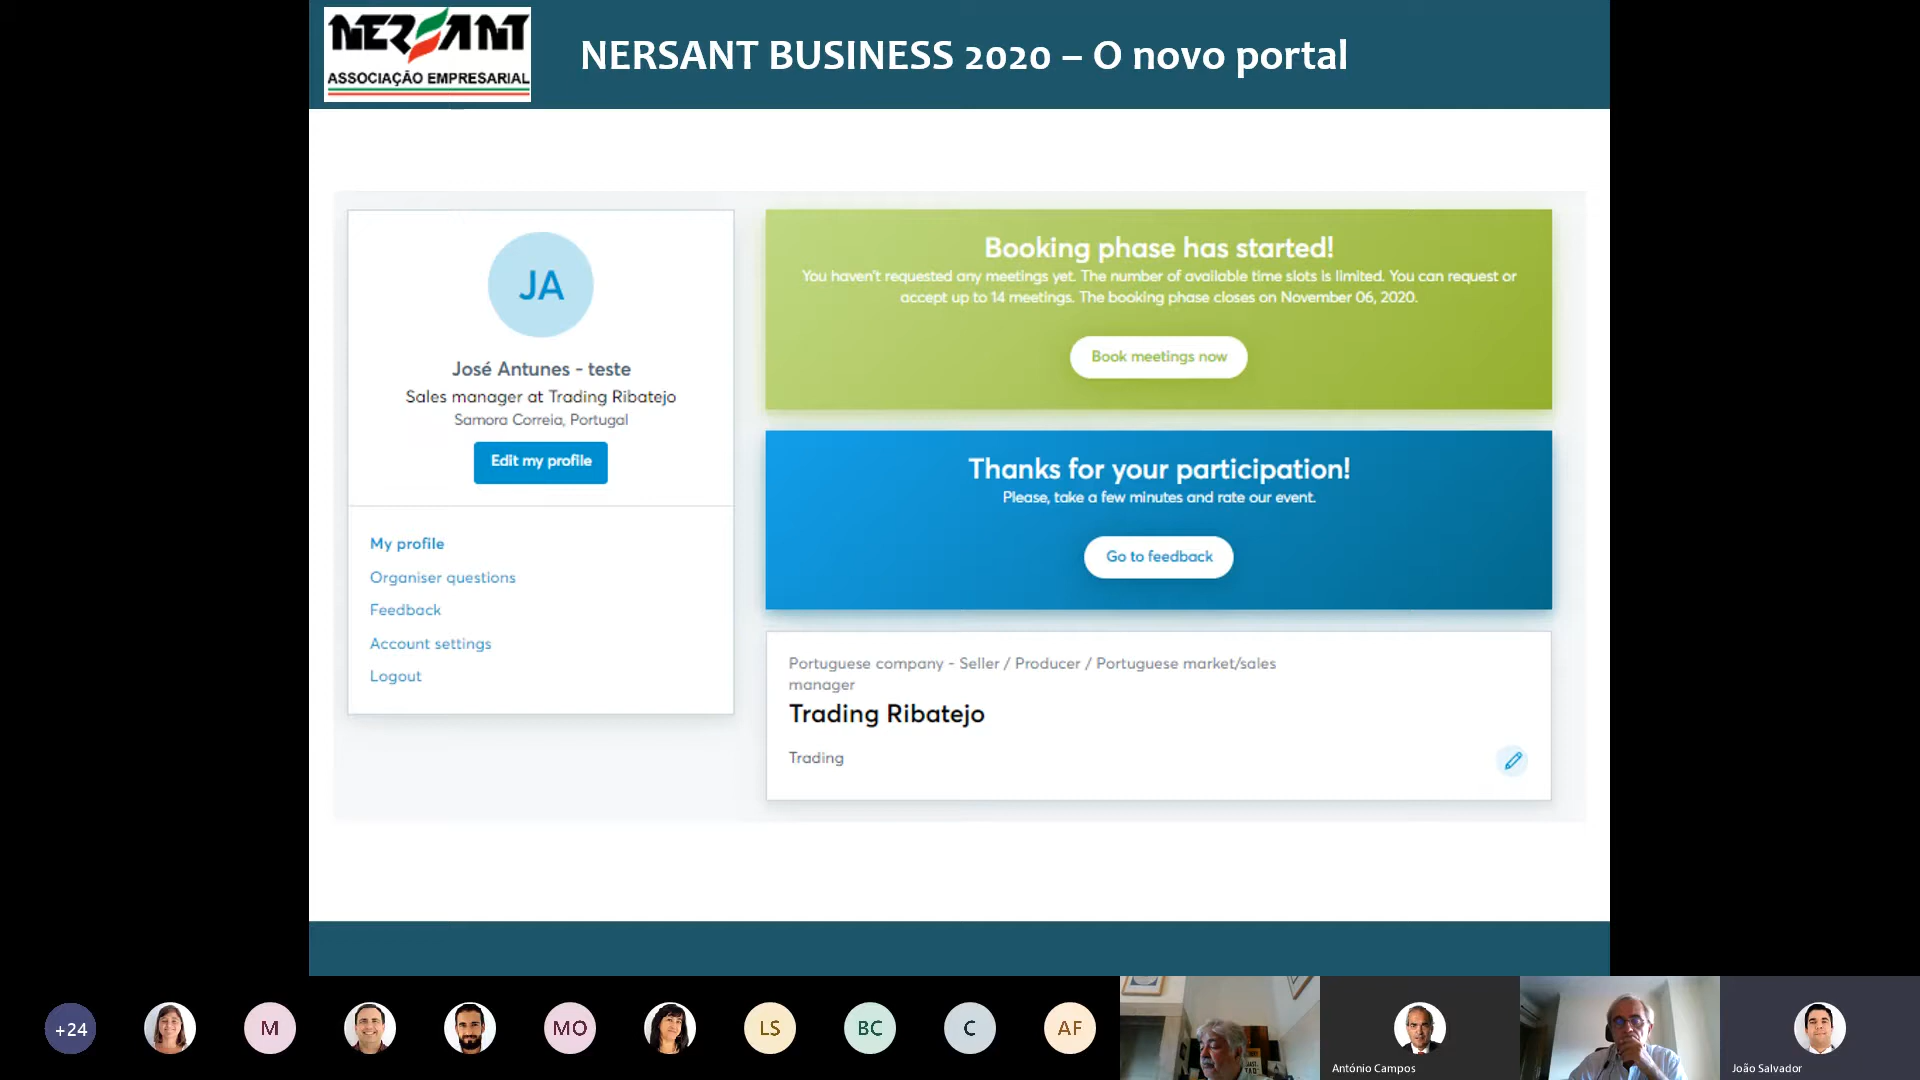 NERSANT
ASSOCIAÇÃO EMPRESARIAL
NERSANT BUSINESS 2020 – O novo portal
JA
José Antunes - teste
Sales manager at Trading Ribatejo
Samora Correia, Portugal
Edit my profile
My profile
Organiser questions
Feedback
Account settings
Logout
Booking phase has started!
You haven't requested any meetings yet. The number of available time slots is limited. You can request or
accept up to 14 meetings. The booking phase closes on November 06, 2020.
Book meetings now
Thanks for your participation!
Please, take a few minutes and rate our event.
Go to feedback
Portuguese company - Seller / Producer / Portuguese market/sales
manager
Trading Ribatejo
Trading
+24
M
MO
LS
BC
C
AF
António Campos
João Salvador